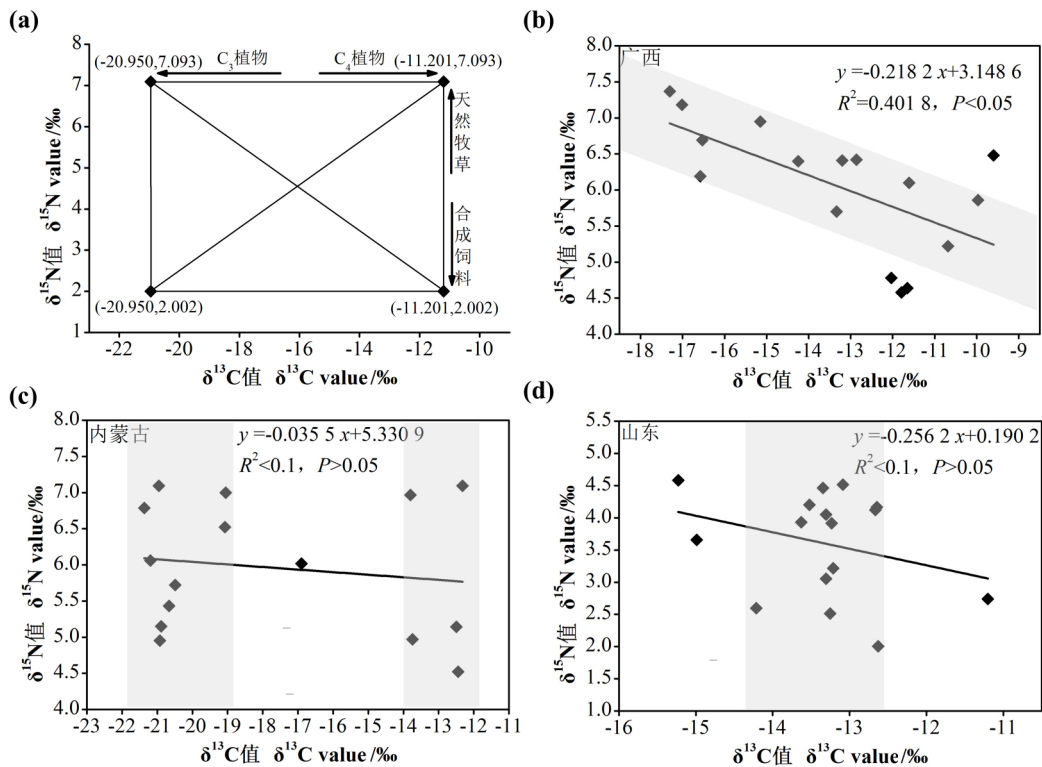 (a)
(-20.950,7.093)
C3植物
C4植物
(-11.201,7.093)
天然牧草
合成饲料
(-20.950,2.002)
(-11.201,2.002)
8
7
6
5
4
3
2
1
-22 -20 -18 -16 -14 -12 -10
δ15N值 δ15N value/‰
δ13C值 δ13C value/‰
(b)
广西
y=-0.218 2 x+3.148 6
R2=0.401 8，P<0.05
8.0
7.5
7.0
6.5
6.0
5.5
5.0
4.5
4.0
-18 -17 -16 -15 -14 -13 -12 -11 -10 -9
δ15N值 δ15N value/‰
δ13C值 δ13C value/‰
(c)
内蒙古
y=-0.035 5 x+5.330 9
R2<0.1，P>0.05
8.0
7.5
7.0
6.5
6.0
5.5
5.0
4.5
4.0
-23 -21 -19 -17 -15 -13 -11
δ15N值 δ15N value/‰
δ13C值 δ13C value/‰
(d)
山东
y=-0.256 2 x+0.190 2
R2<0.1，P>0.05
5.5
5.0
4.5
4.0
3.5
3.0
2.5
2.0
1.5
1.0
-16 -15 -14 -13 -12 -11
δ15N值 δ15N value/‰
δ13C值 δ13C value/‰